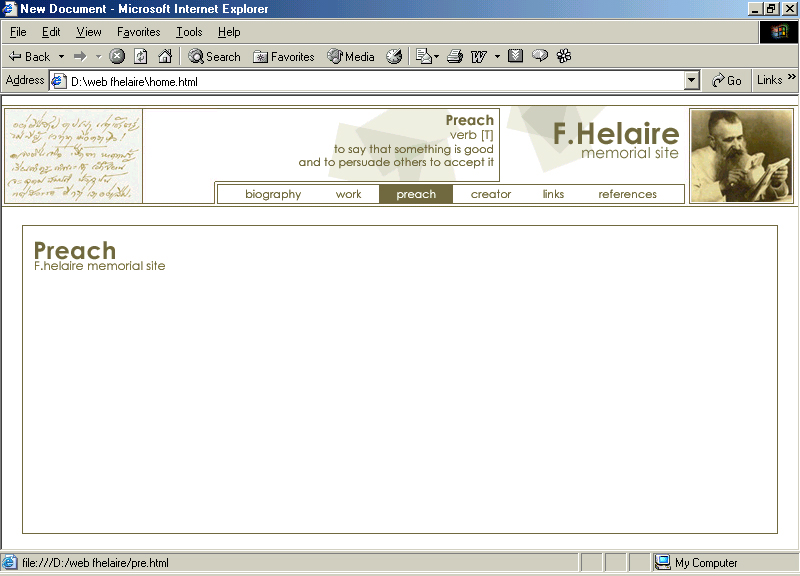 New Document - Microsoft Internet Explorer
File Edit View Favorites Tools Help
Back Search Favorites Media
Address D:\web fhelaire\home.html Go Links »
Preach
verb [T]
to say that something is good
and to persuade others to accept it
F.Helaire
memorial site
biography work preach creator links references
Preach
F.helaire memorial site
file:///D:/web fhelaire/pre.html My Computer